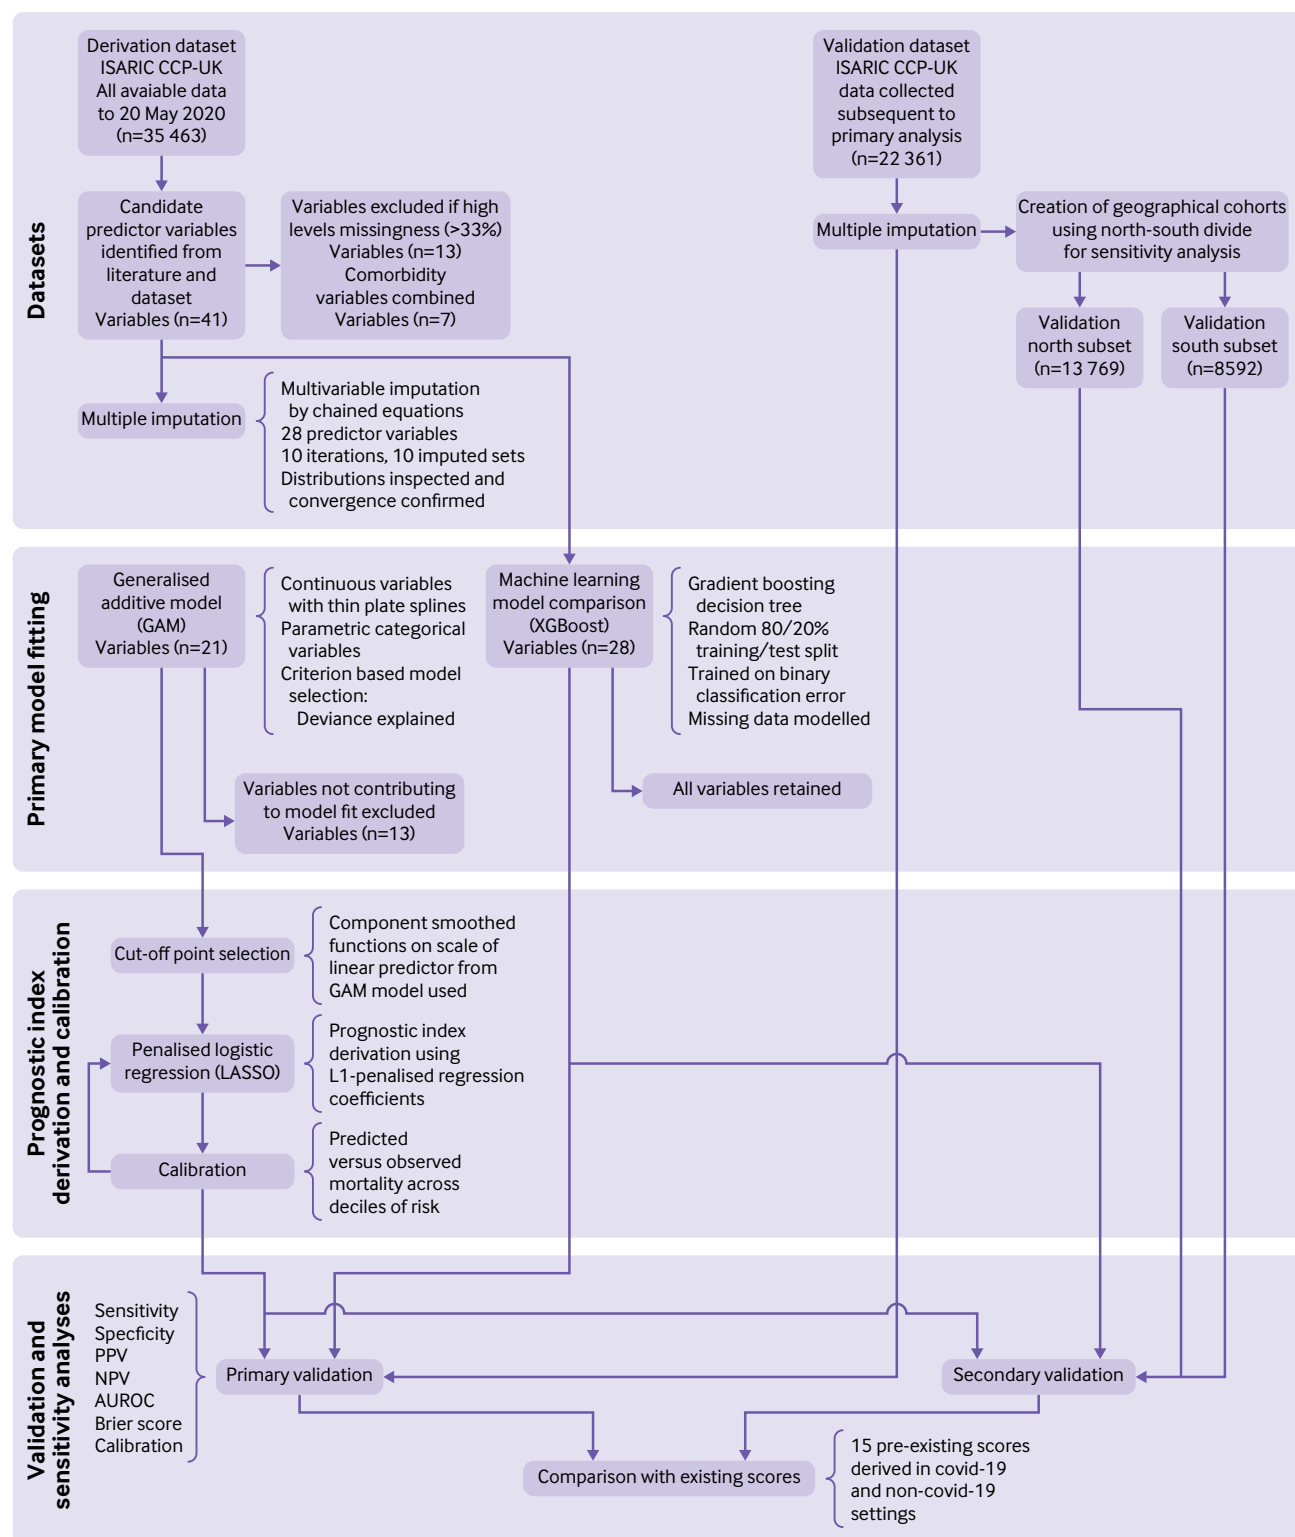 Datasets
Derivation dataset
ISARIC CCP-UK
All avaiable data
to 20 May 2020
(n=35 463)
Validation dataset
ISARIC CCP-UK
data collected
subsequent to
primary analysis
(n=22 361)
Candidate
predictor variables
identified from
literature and
dataset
Variables (n=41)
Variables excluded if high
levels missingness (>33%)
Variables (n=13)
Comorbidity
variables combined
Variables (n=7)
Multiple imputation
Creation of geographical cohorts
using north-south divide
for sensitivity analysis
Validation
north subset
(n=13 769)
Validation
south subset
(n=8592)
Multiple imputation
Multivariable imputation
by chained equations
28 predictor variables
10 iterations, 10 imputed sets
Distributions inspected and
convergence confirmed
Primary model fitting
Generalised
additive model
(GAM)
Variables (n=21)
Continuous variables
with thin plate splines
Parametric categorical
variables
Criterion based model
selection:
Deviance explained
Machine learning
model comparison
(XGBoost)
Variables (n=28)
Gradient boosting
decision tree
Random 80/20%
training/test split
Trained on binary
classification error
Missing data modelled
Variables not contributing
to model fit excluded
Variables (n=13)
All variables retained
Prognostic index
derivation and calibration
Cut-off point selection
Component smoothed
functions on scale of
linear predictor from
GAM model used
Penalised logistic
regression (LASSO)
Prognostic index
derivation using
L1-penalised regression
coefficients
Calibration
Predicted
versus observed
mortality across
deciles of risk
Validation and
sensitivity analyses
Sensitivity
Specficity
PPV
NPV
AUROC
Brier score
Calibration
Primary validation
Secondary validation
Comparison with existing scores
15 pre-existing scores
derived in covid-19
and non-covid-19
settings